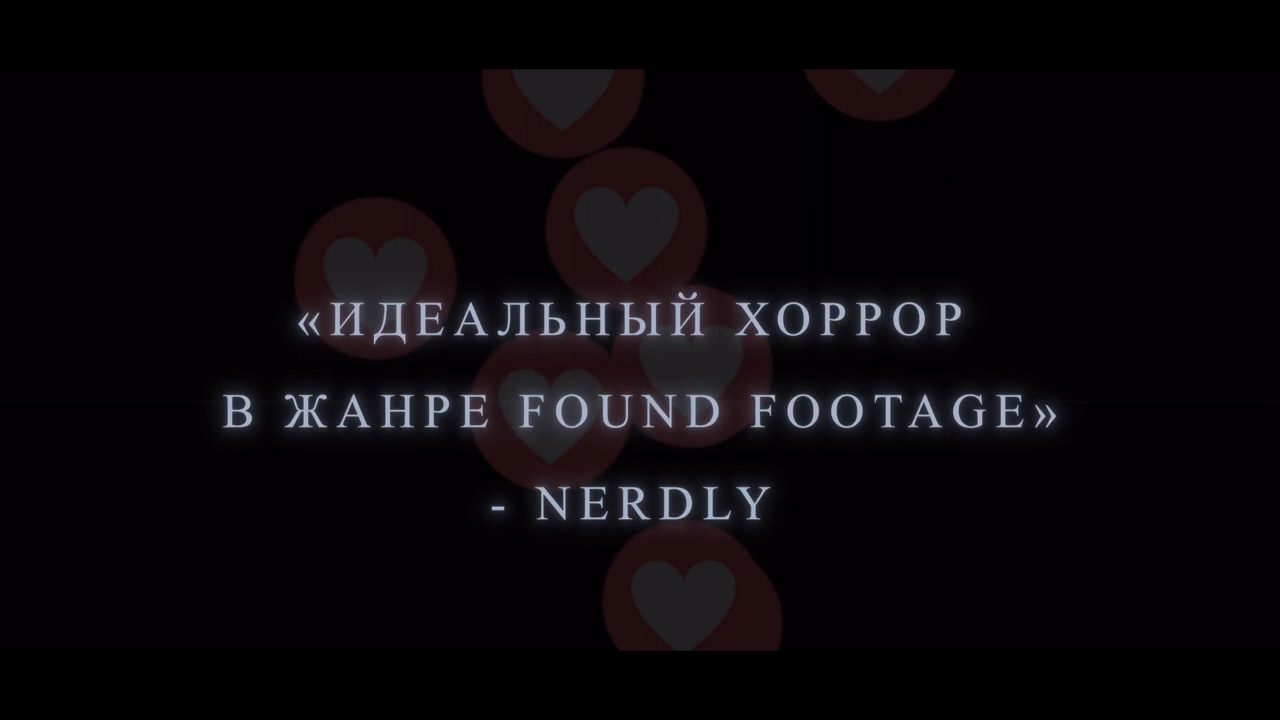 «ИДЕАЛЬНЫЙ ХОРРОР
В ЖАНРЕ FOUND FOOTAGE»
- NERDLY